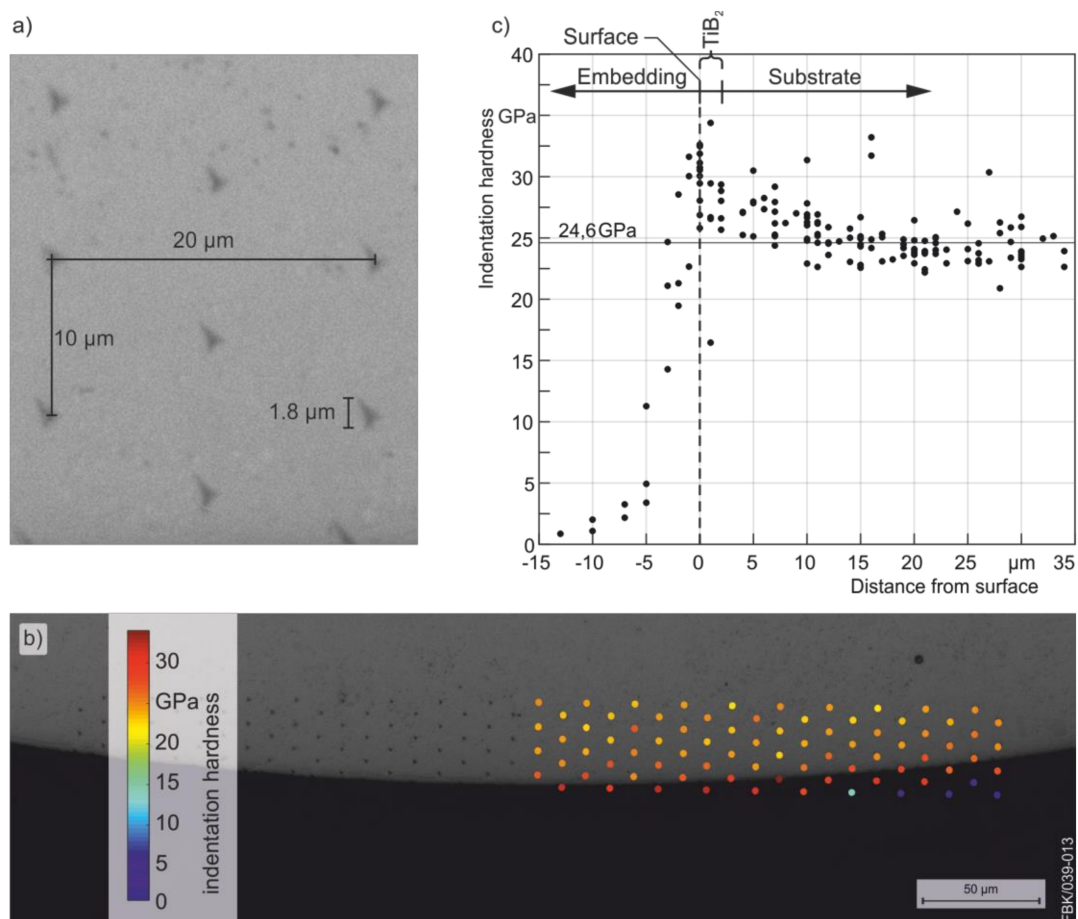 a)
20 µm
10 µm
1.8 µm
c)
Surface
TiB2
Embedding
Substrate
40
GPa
30
25
20
15
10
5
0
24,6 GPa
Indentation hardness
-15
-10
-5
0
5
10
15
20
25
µm
35
Distance from surface
b)
30
GPa
20
15
10
5
0
indentation hardness
50 µm
FBK/039-013